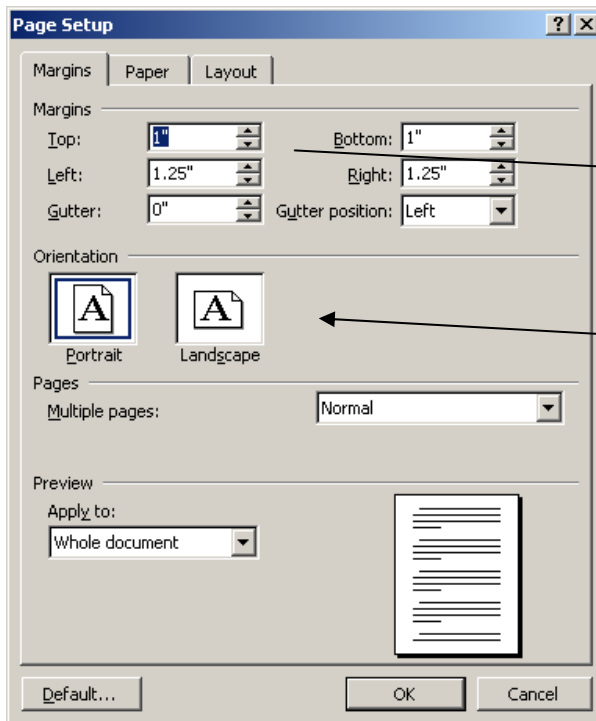 Page Setup
Margins Paper Layout
Margins
Top: 1" Bottom: 1"
Left: 1.25" Right: 1.25"
Gutter: 0" Gutter position: Left
Orientation
A A
Portrait Landscape
Pages
Multiple pages: Normal
Preview
Apply to:
Whole document
Default... OK Cancel